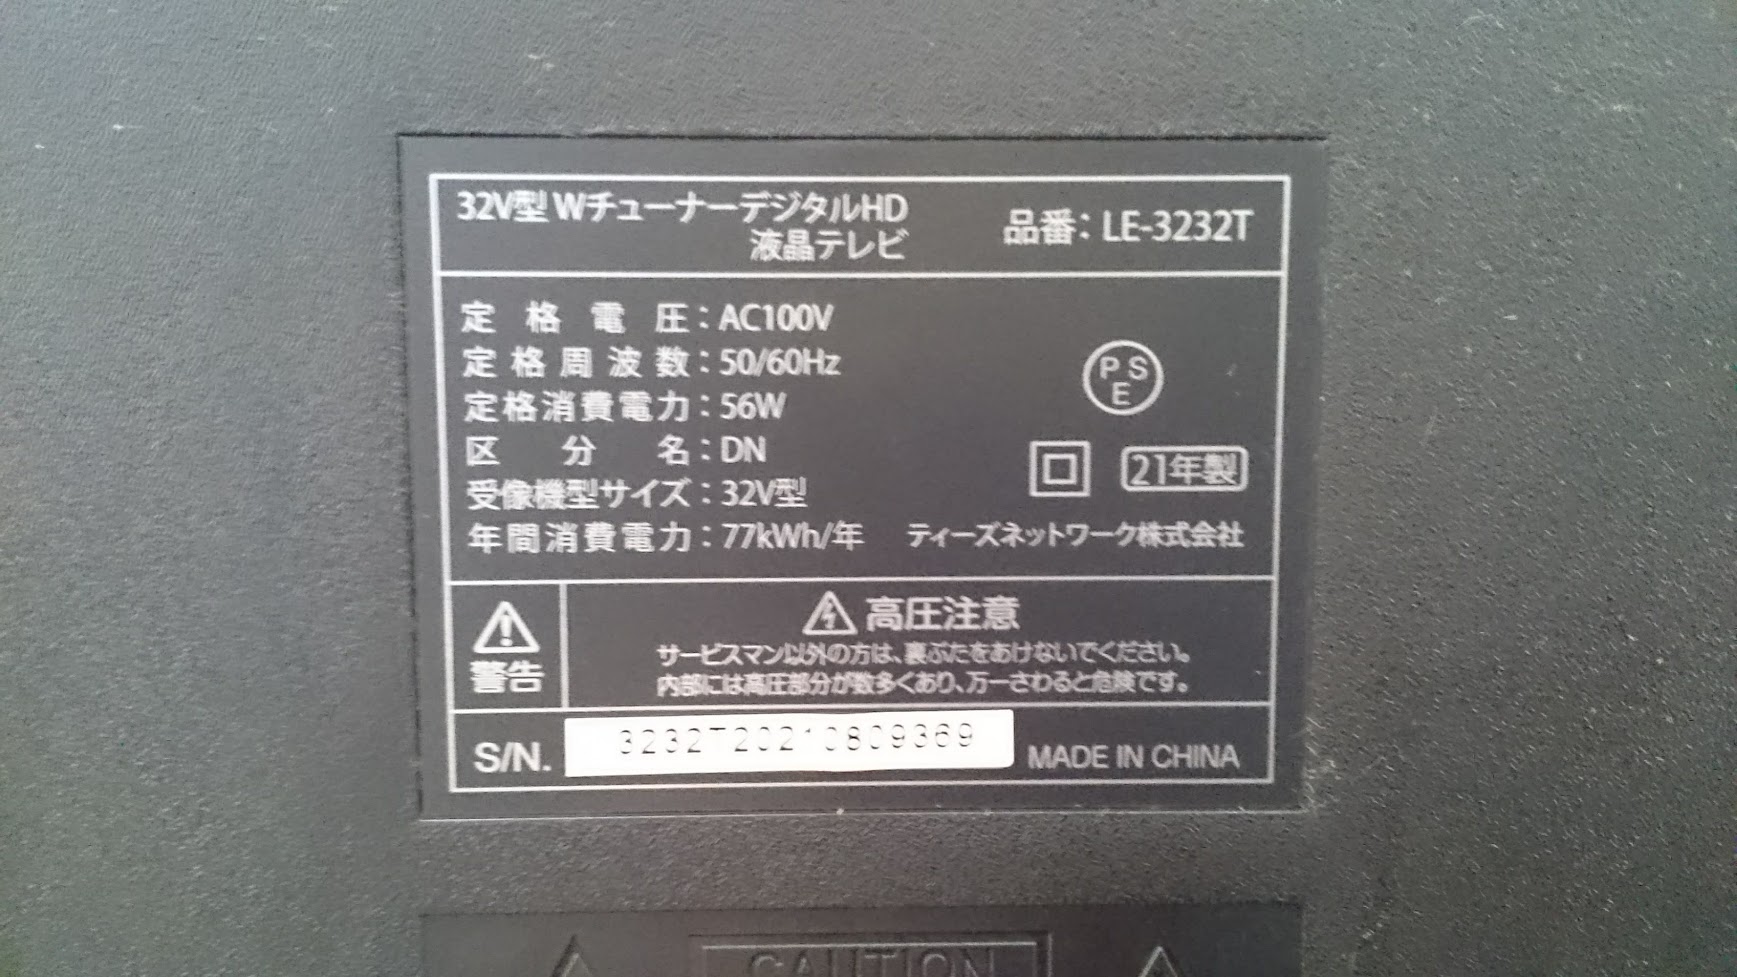 32V型 Wチューナーデジタル HD
液晶テレビ
品番：LE-3232T
定格電圧：AC100V
定格周波数：50/60Hz
定格消費電力：56W
区分名：DN
受像機型サイズ：32V型
年間消費電力：77kWh/年
PSE
21年製
ティーズネットワーク株式会社
警告
高圧注意
サービスマン以外の方は、裏ぶたをあけないでください。
内部には高圧部分が数多くあり、万一さわると危険です。
S/N. 3232T20210809369
MADE IN CHINA
CAUTION